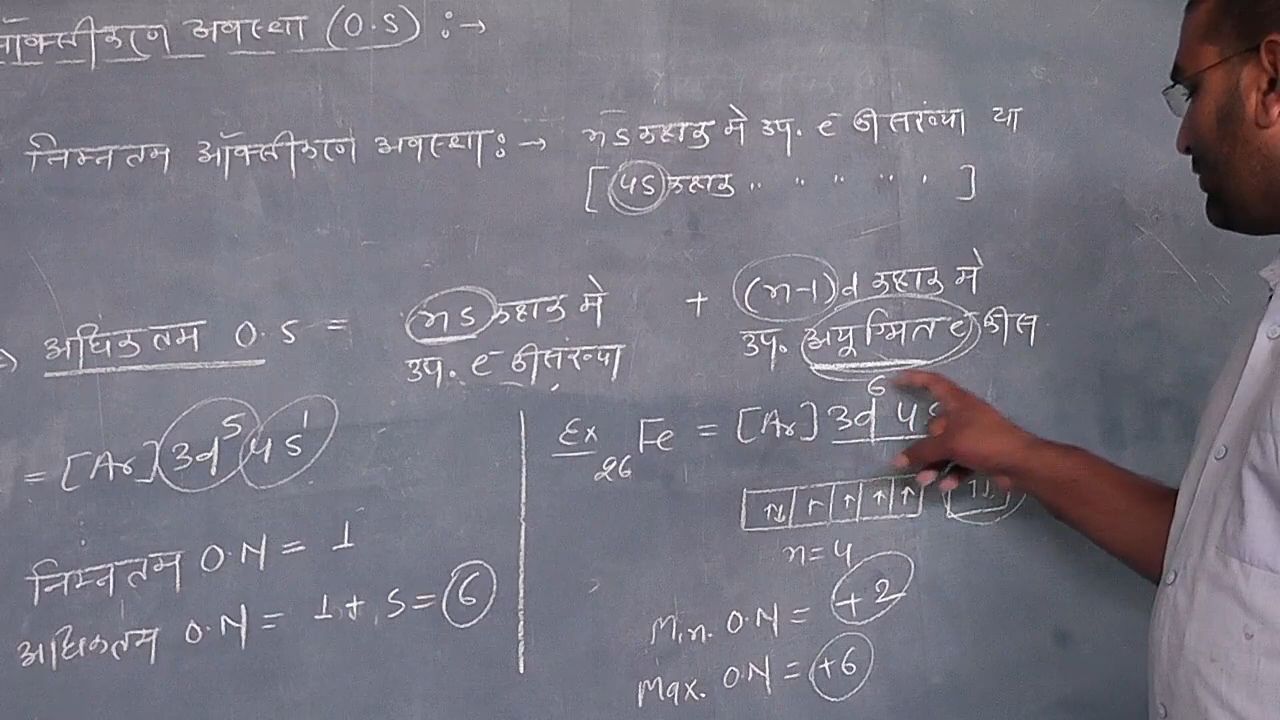 ऑक्सीकरण अवस्था (O.S) :→
निम्नतम ऑक्सीकरण अवस्था :→ ns कक्षक मे उप. e⁻ की संख्या या
[ 4S कक्षक " " " " " ]
अधिकतम O.S = ns कक्षक मे + (n-1)d कक्षक मे
उप. e⁻ की संख्या उप. अयुग्मित e⁻ की स
= [Ar] 3d⁵ 4s¹
निम्नतम O.N = 1
अधिकतम O.N = 1 + 5 = 6
Ex ₂₆Fe = [Ar] 3d⁶ 4
↑↓ ↑ ↑ ↑ ↑ ↑↓
n=4
Min. O.N = +2
Max. O.N = +6